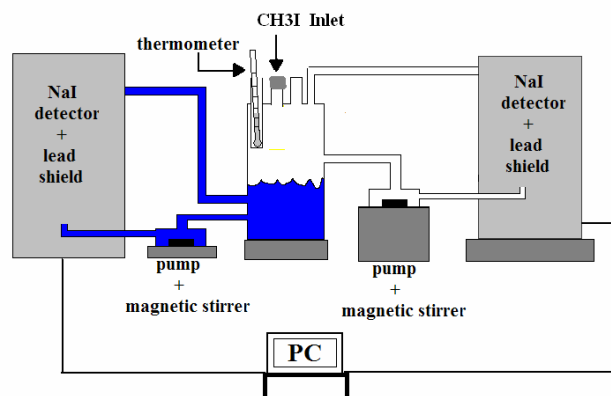 CH3I Inlet
thermometer
NaI
detector
+
lead
shield
NaI
detector
+
lead
shield
pump
+
magnetic stirrer
pump
+
magnetic stirrer
PC